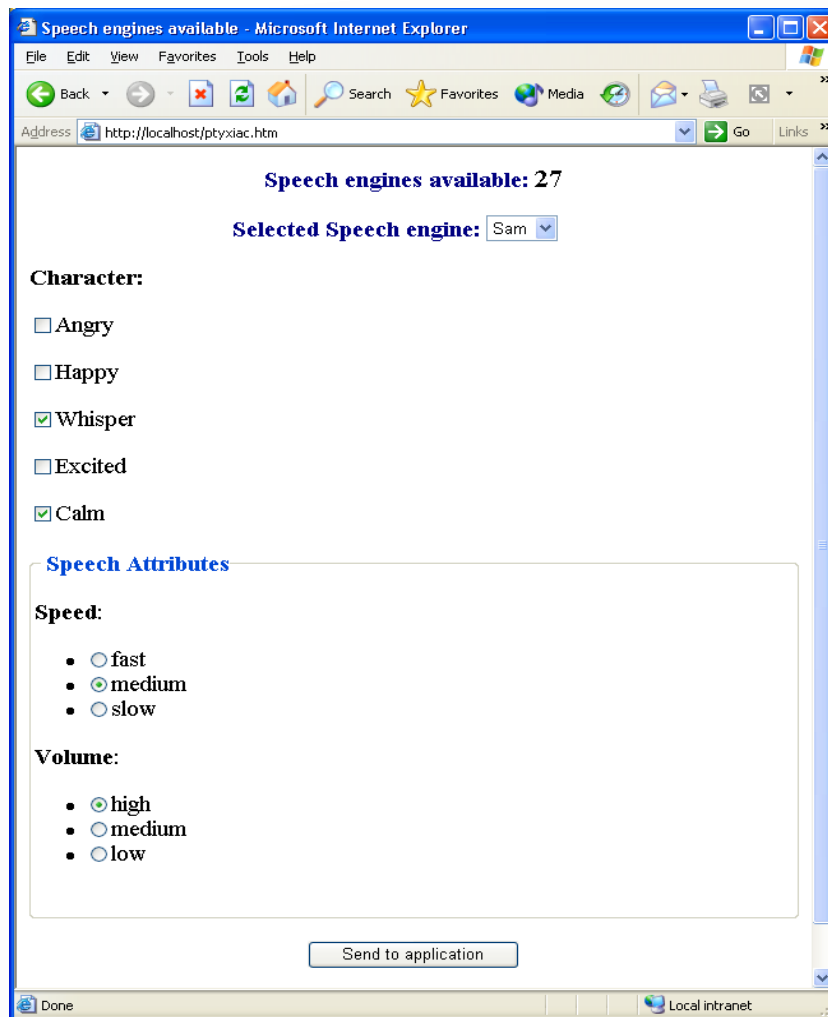 Speech engines available - Microsoft Internet Explorer
File Edit View Favorites Tools Help
Back Search Favorites Media
Address http://localhost/ptyxiac.htm Go Links
Speech engines available: 27
Selected Speech engine: Sam
Character:
Angry
Happy
Whisper
Excited
Calm
Speech Attributes
Speed:
fast
medium
slow
Volume:
high
medium
low
Send to application
Done Local intranet